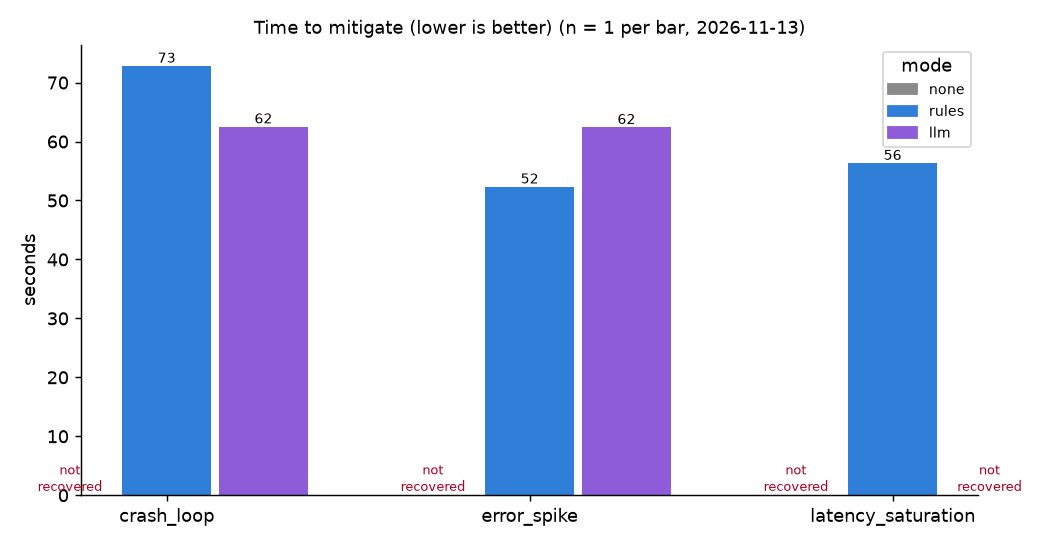 Time to mitigate (lower is better) (n = 1 per bar, 2026-11-13)
mode
none
rules
llm
seconds
70
60
50
40
30
20
10
0
73
62
52
62
56
not
recovered
not
recovered
not
recovered
not
recovered
crash_loop
error_spike
latency_saturation